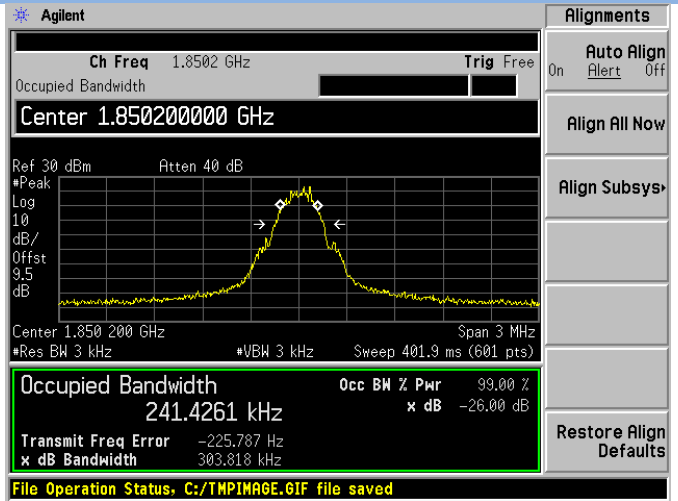 Agilent
Alignments
Ch Freq 1.8502 GHz Trig Free
Occupied Bandwidth
Center 1.850200000 GHz
Auto Align
On Alert Off
Align All Now
Align Subsys
Restore Align
Defaults
Ref 30 dBm Atten 40 dB
#Peak
Log
10
dB/
Offst
9.5
dB
Center 1.850 200 GHz Span 3 MHz
#Res BW 3 kHz #VBW 3 kHz Sweep 401.9 ms (601 pts)
Occupied Bandwidth Occ BW % Pwr 99.00 %
241.4261 kHz x dB -26.00 dB
Transmit Freq Error -225.787 Hz
x dB Bandwidth 303.818 kHz
File Operation Status, C:/TMPIMAGE.GIF file saved